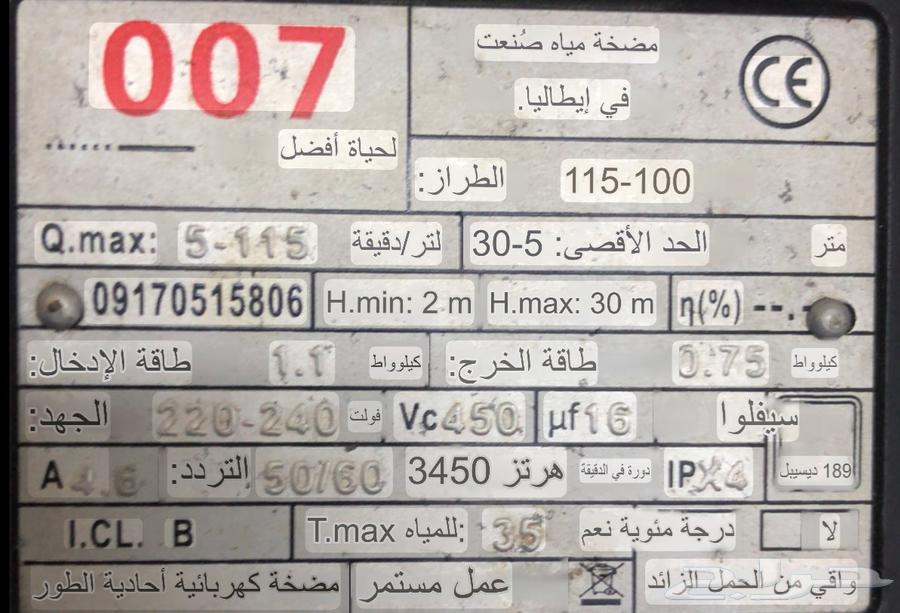 007
مضخة مياه صُنعت
في إيطاليا.
CE
لحياة أفضل
الطراز: 115-100
Q.max: 5-115 لتر/دقيقة
الحد الأقصى: 5-30 متر
09170515806 H.min: 2 m H.max: 30 m η(%) --.-
طاقة الإدخال: 1.1 كيلوواط طاقة الخرج: 0.75 كيلوواط
الجهد: 220-240 فولت Vc450 µf16 سيفلوا
A 4.6 التردد: 50/60 هرتز 3450 دورة في الدقيقة IPX4 189 ديسيبل
I.CL. B T.max للمياه: 35 درجة مئوية نعم لا
مضخة كهربائية أحادية الطور عمل مستمر واقي من الحمل الزائد